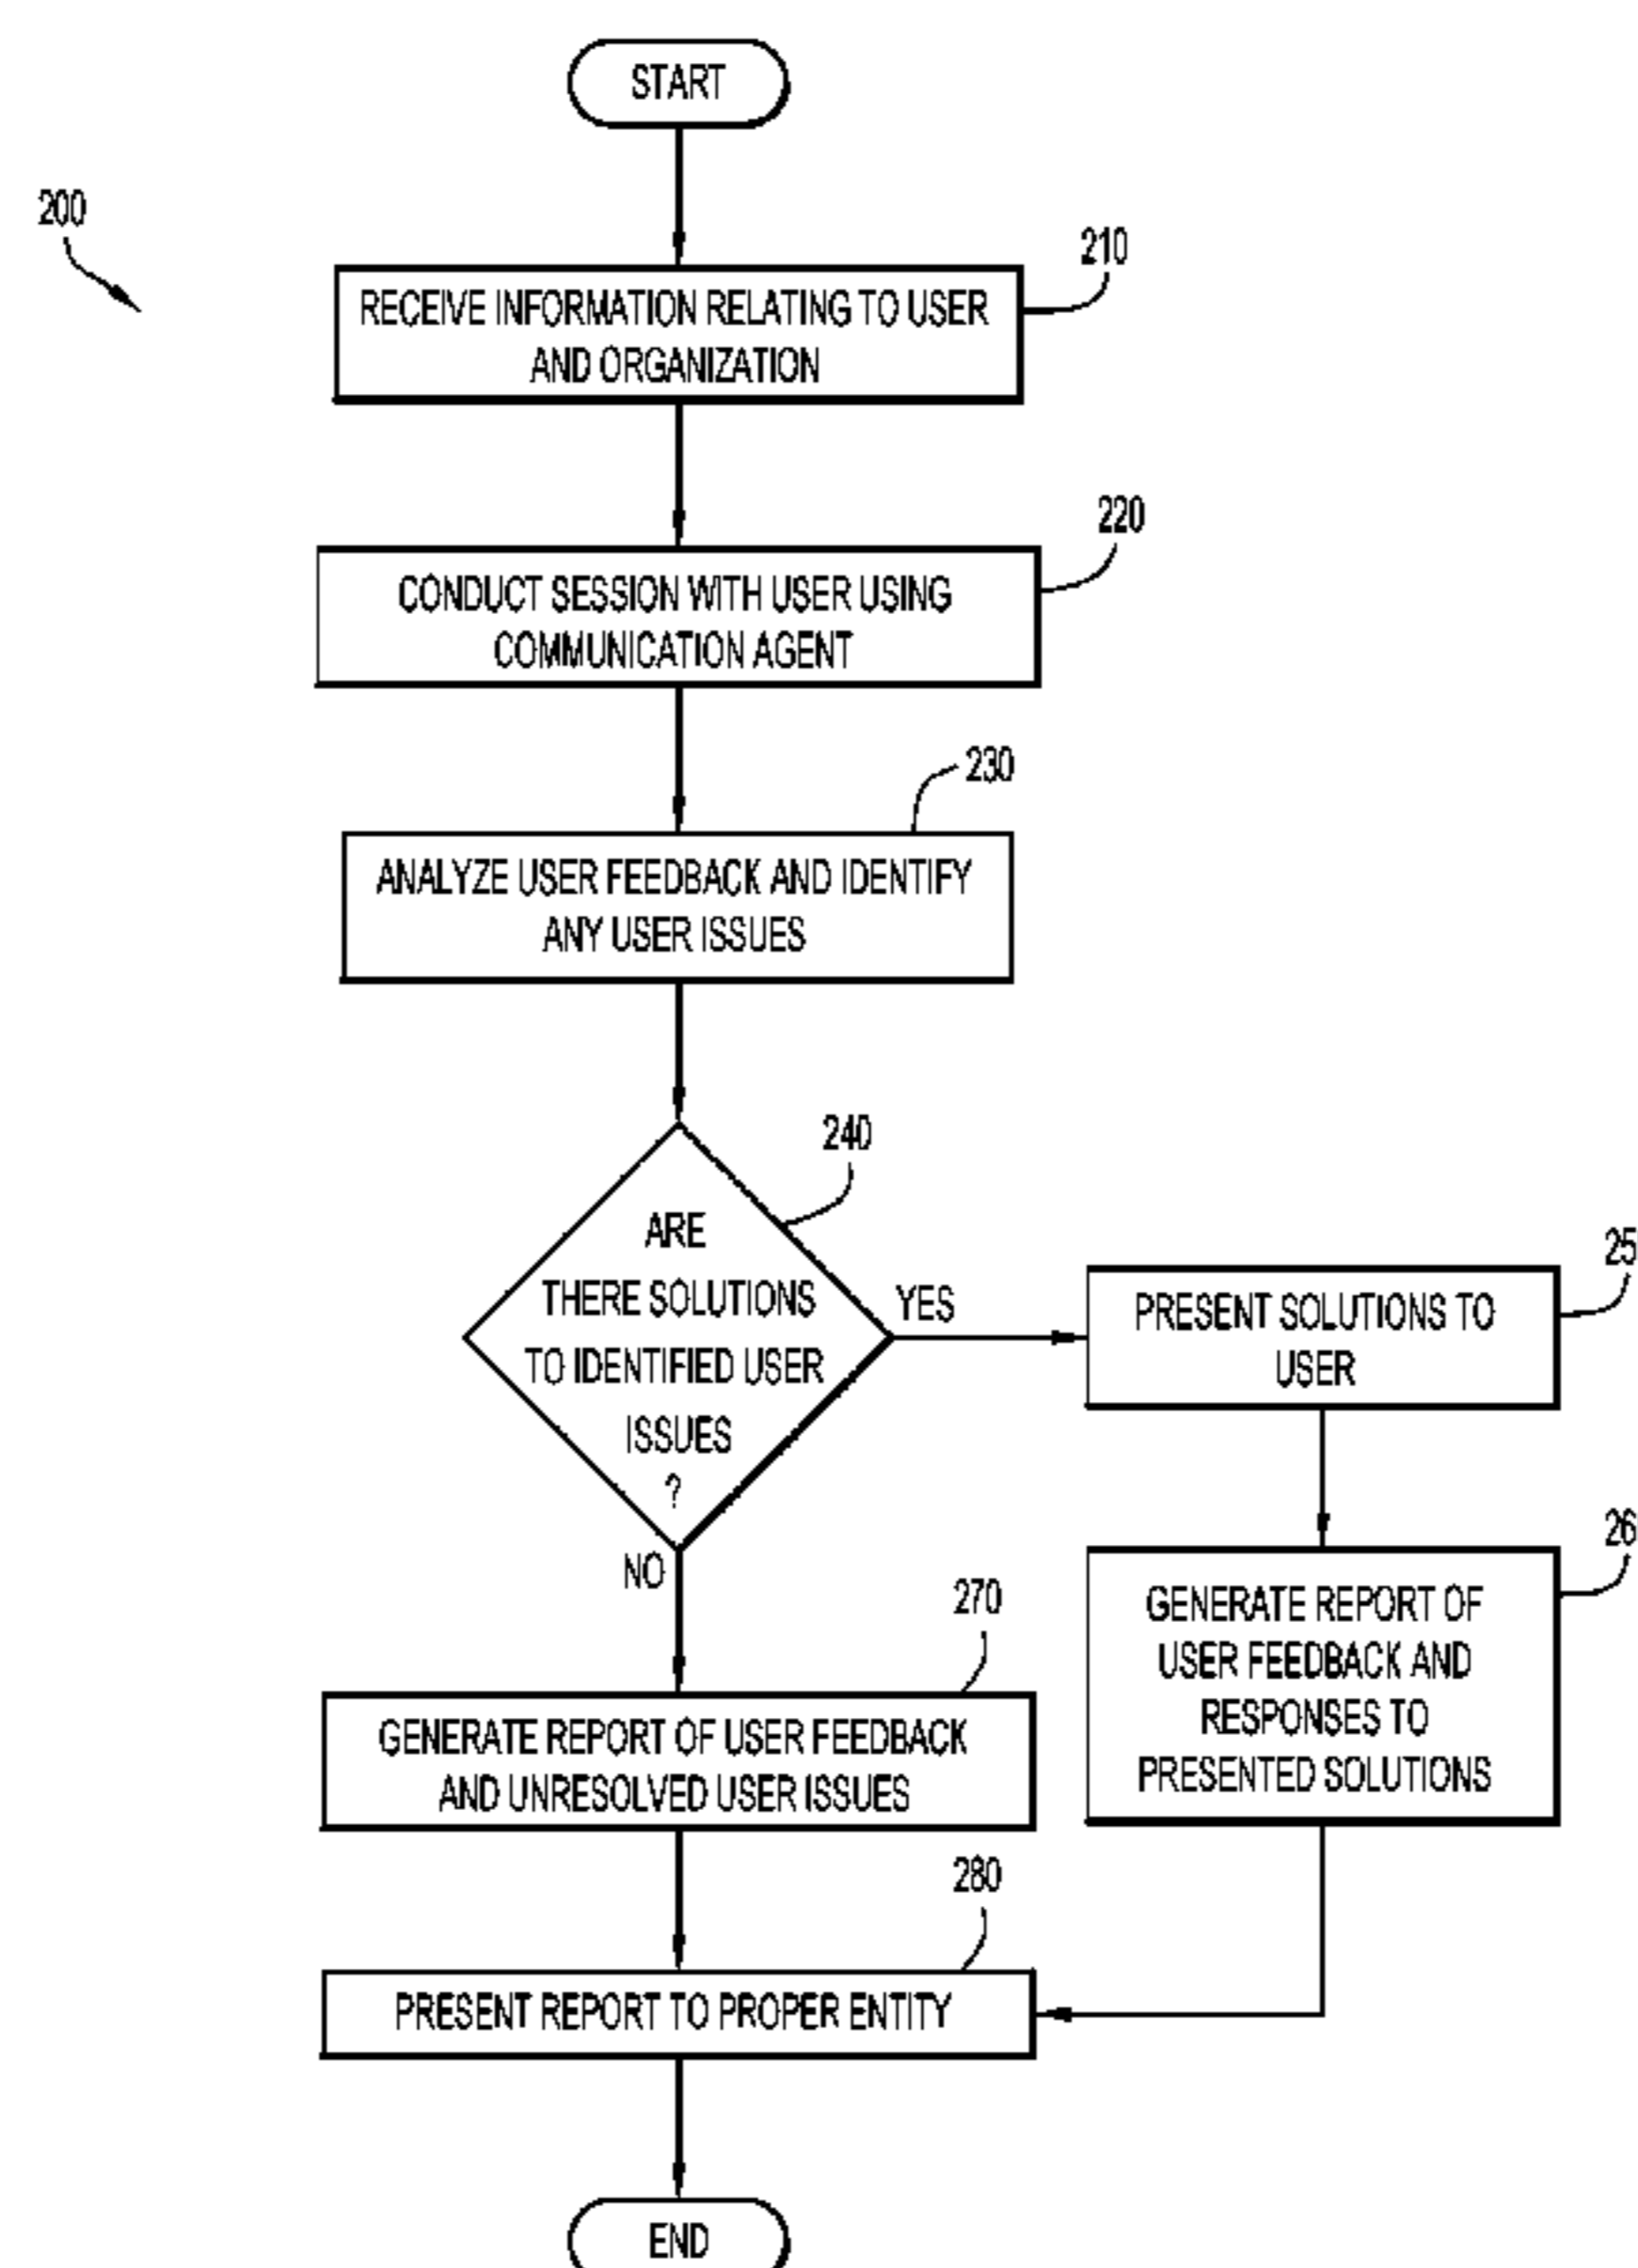 START
200
210
RECEIVE INFORMATION RELATING TO USER
AND ORGANIZATION
220
CONDUCT SESSION WITH USER USING
COMMUNICATION AGENT
230
ANALYZE USER FEEDBACK AND IDENTIFY
ANY USER ISSUES
240
ARE
THERE SOLUTIONS
TO IDENTIFIED USER
ISSUES
?
YES
25
PRESENT SOLUTIONS TO
USER
26
GENERATE REPORT OF
USER FEEDBACK AND
RESPONSES TO
PRESENTED SOLUTIONS
NO
270
GENERATE REPORT OF USER FEEDBACK
AND UNRESOLVED USER ISSUES
280
PRESENT REPORT TO PROPER ENTITY
END